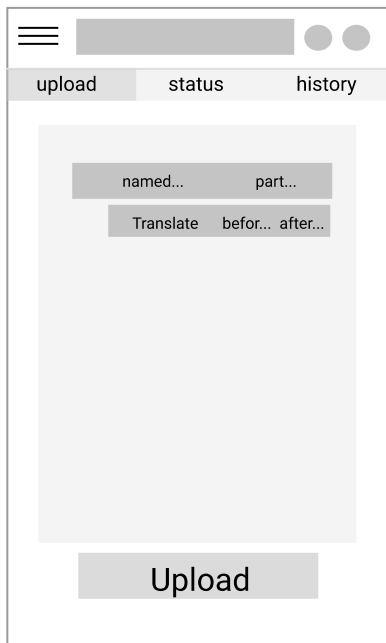 upload status history
named... part...
Translate befor... after...
Upload